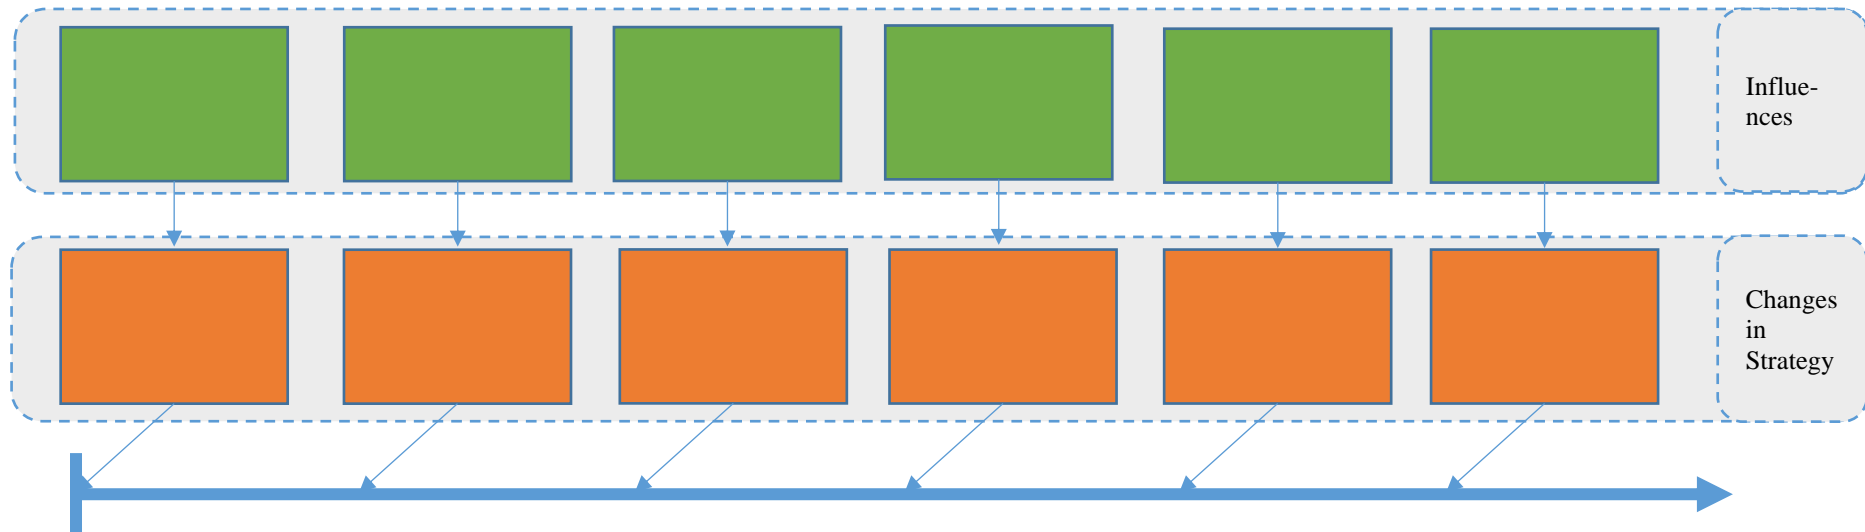 Influe-
nces
Changes
in
Strategy